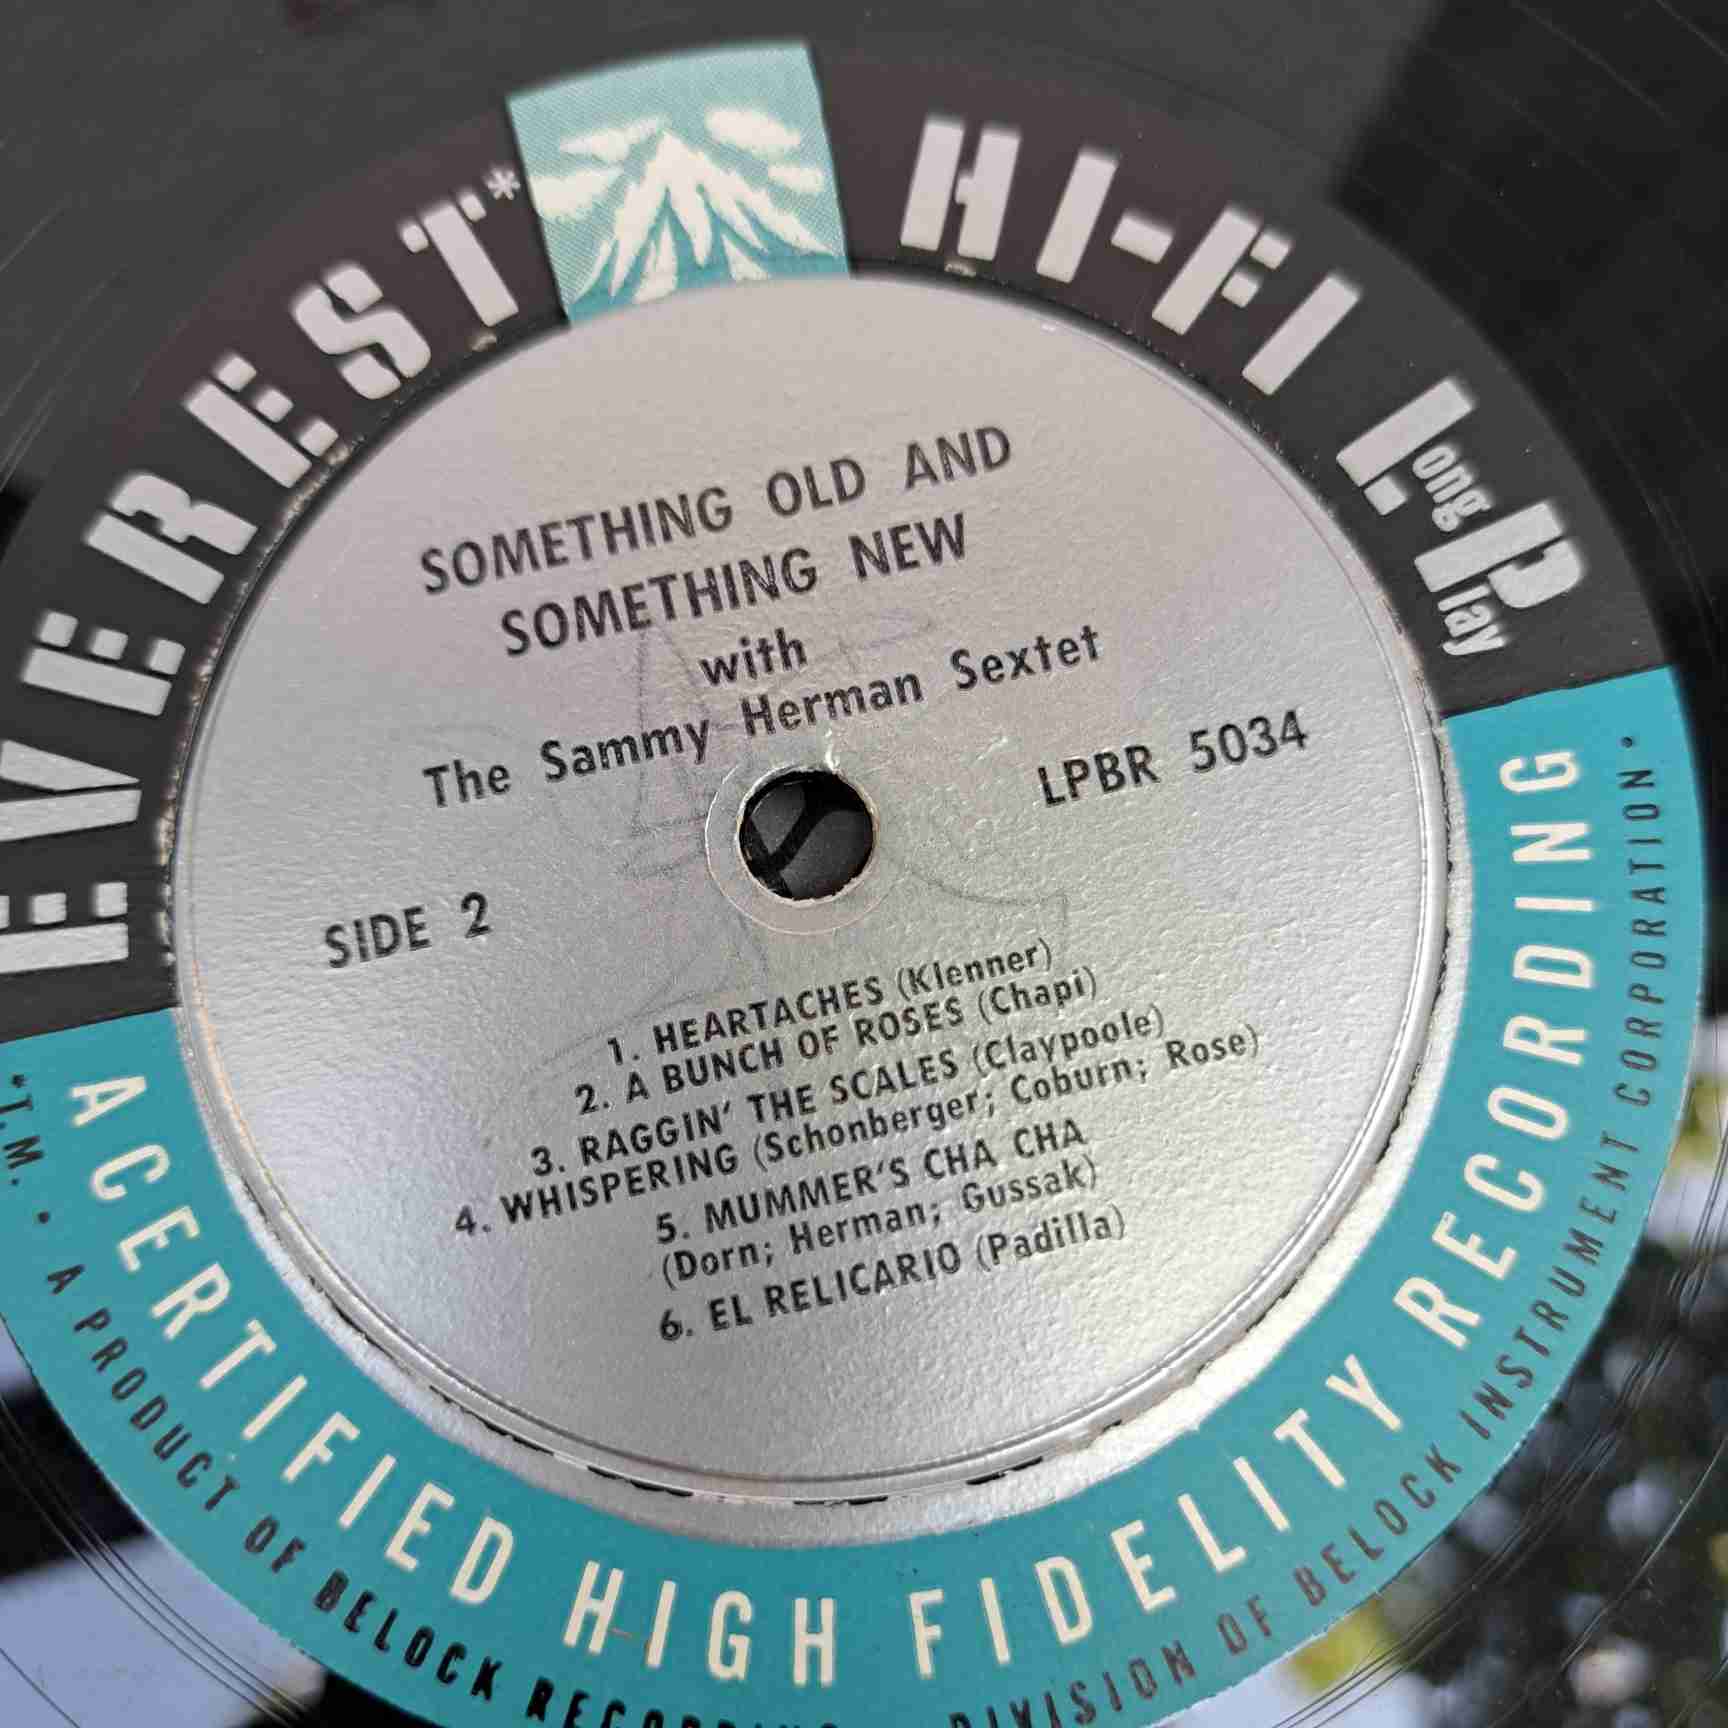 EVEREST*
HI-FI Long Play
SOMETHING OLD AND
SOMETHING NEW
with
The Sammy Herman Sextet
LPBR 5034
SIDE 2
1. HEARTACHES (Klenner)
2. A BUNCH OF ROSES (Chapi)
3. RAGGIN' THE SCALES (Claypoole)
4. WHISPERING (Schonberger; Coburn; Rose)
5. MUMMER'S CHA CHA
(Dorn; Herman; Gussak)
6. EL RELICARIO (Padilla)
A CERTIFIED HIGH FIDELITY RECORDING
*T.M. • A PRODUCT OF BELOCK DIVISION OF BELOCK INSTRUMENT CORPORATION •